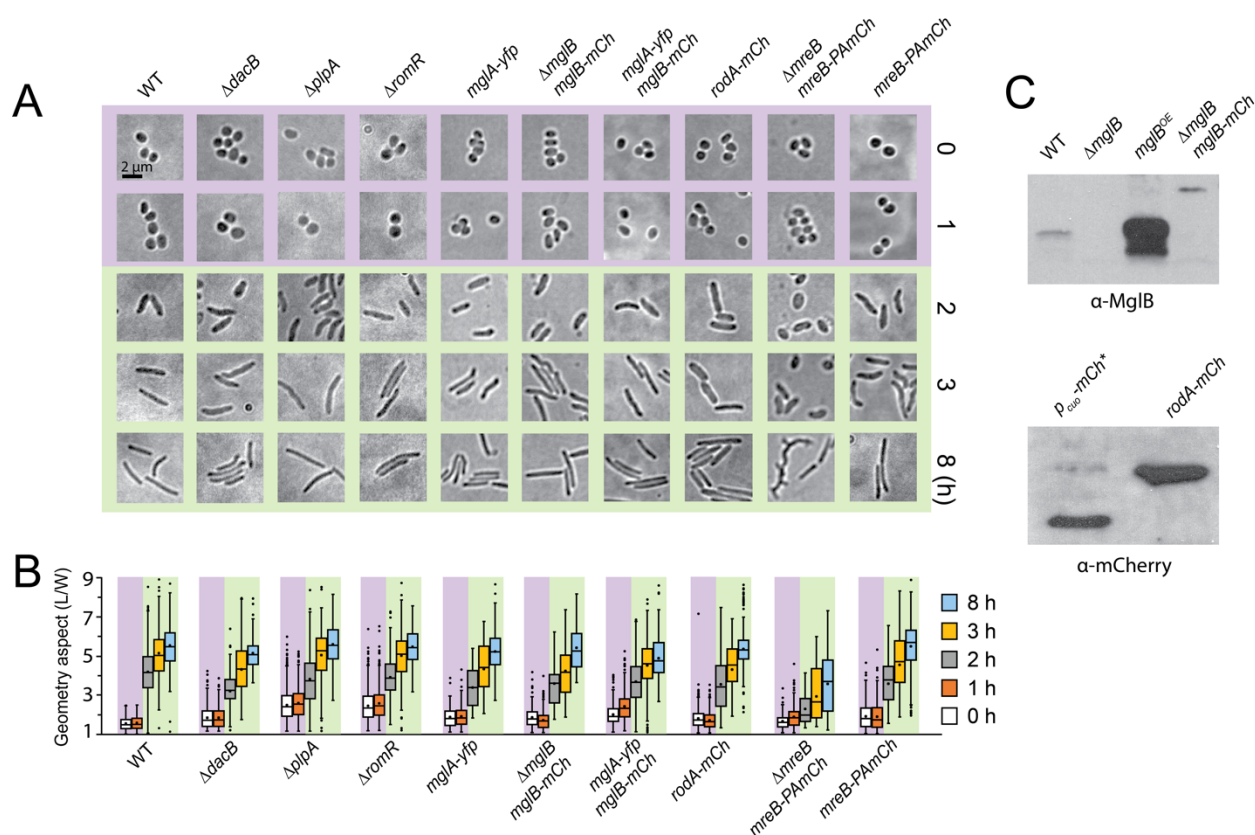 A
WT
ΔdacB
ΔplpA
ΔromR
mglA-yfp
ΔmglB
mglB-mCh
mglA-yfp
mglB-mCh
rodA-mCh
ΔmreB
mreB-PAmCh
mreB-PAmCh
2 µm
0
1
2
3
8 (h)
B
Geometry aspect (L/W)
9
7
5
3
1
WT
ΔdacB
ΔplpA
ΔromR
mglA-yfp
ΔmglB
mglB-mCh
mglA-yfp
mglB-mCh
rodA-mCh
ΔmreB
mreB-PAmCh
mreB-PAmCh
8 h
3 h
2 h
1 h
0 h
C
WT
ΔmglB
mglBOE
ΔmglB
mglB-mCh
α-MglB
pcuo-mCh*
rodA-mCh
α-mCherry